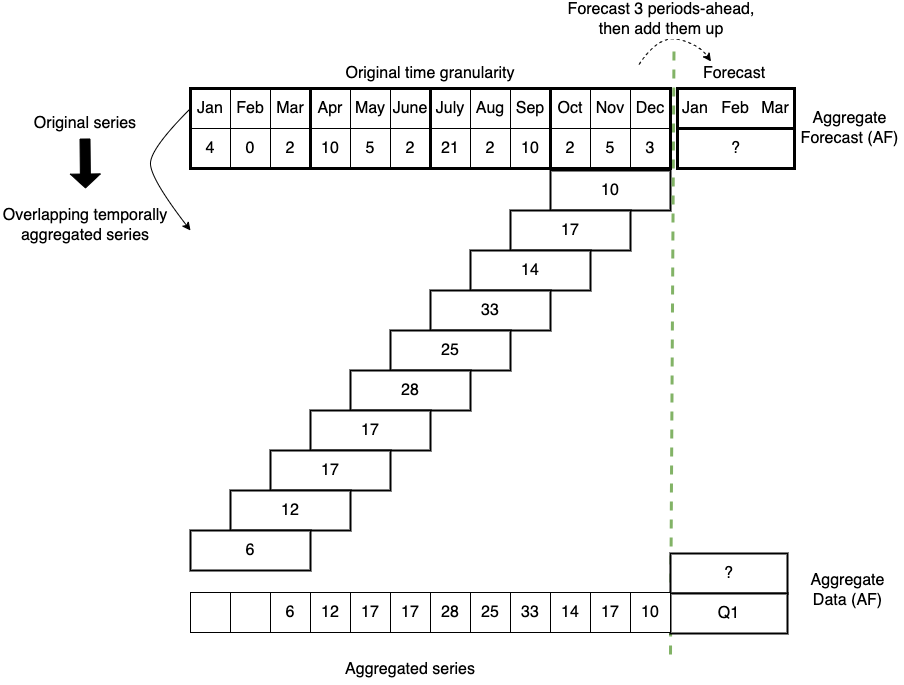 Forecast 3 periods-ahead,
then add them up
Original time granularity
Forecast
Jan Feb Mar Apr May June July Aug Sep Oct Nov Dec Jan Feb Mar
4 0 2 10 5 2 21 2 10 2 5 3 ?
Aggregate
Forecast (AF)
Original series
Overlapping temporally
aggregated series
10
17
14
33
25
28
17
17
12
6
?
6 12 17 17 28 25 33 14 17 10 Q1
Aggregate
Data (AF)
Aggregated series